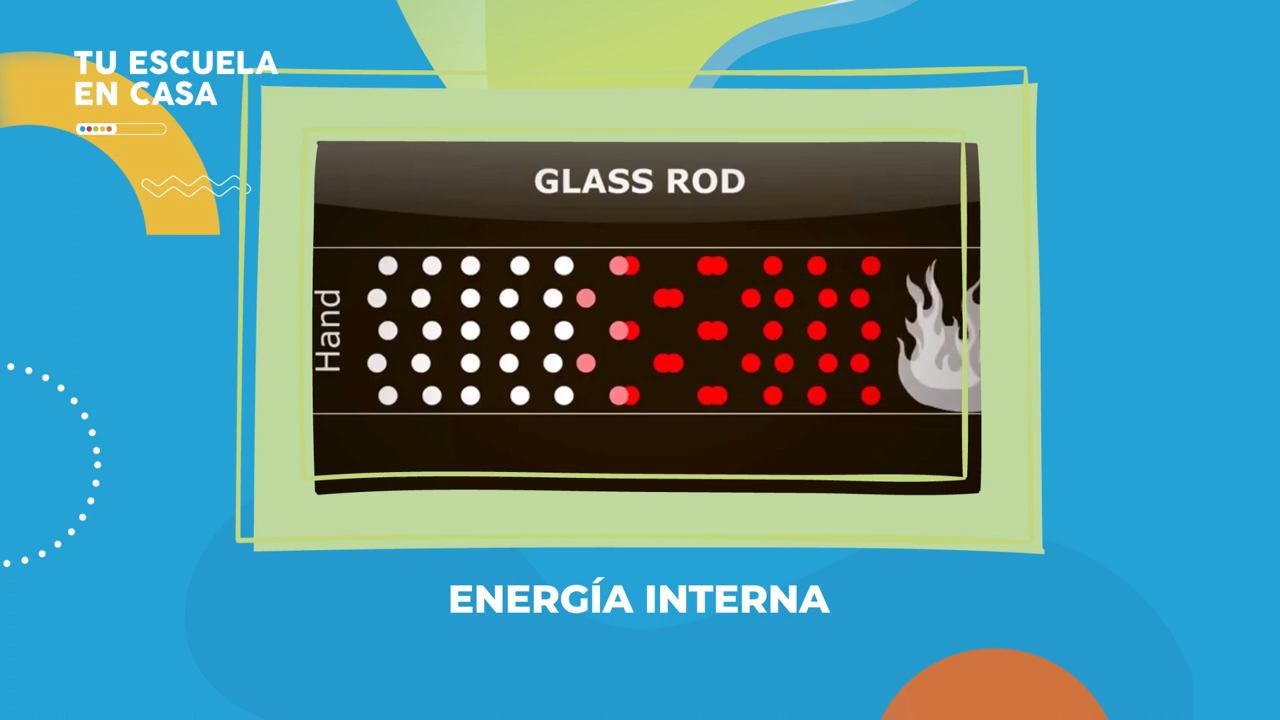 TU ESCUELA
EN CASA
GLASS ROD
Hand
ENERGÍA INTERNA